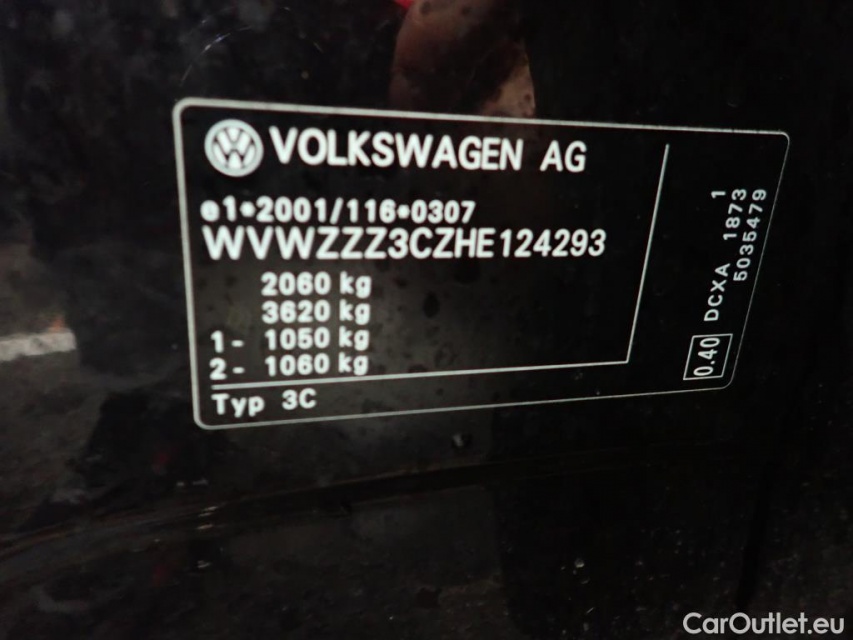 VOLKSWAGEN AG
e1*2001/116*0307
WVWZZZ3CZHE124293
2060 kg
3620 kg
1- 1050 kg
2- 1060 kg
Typ 3C
1
DCXA 1873
5035479
0.40
CarOutlet.eu